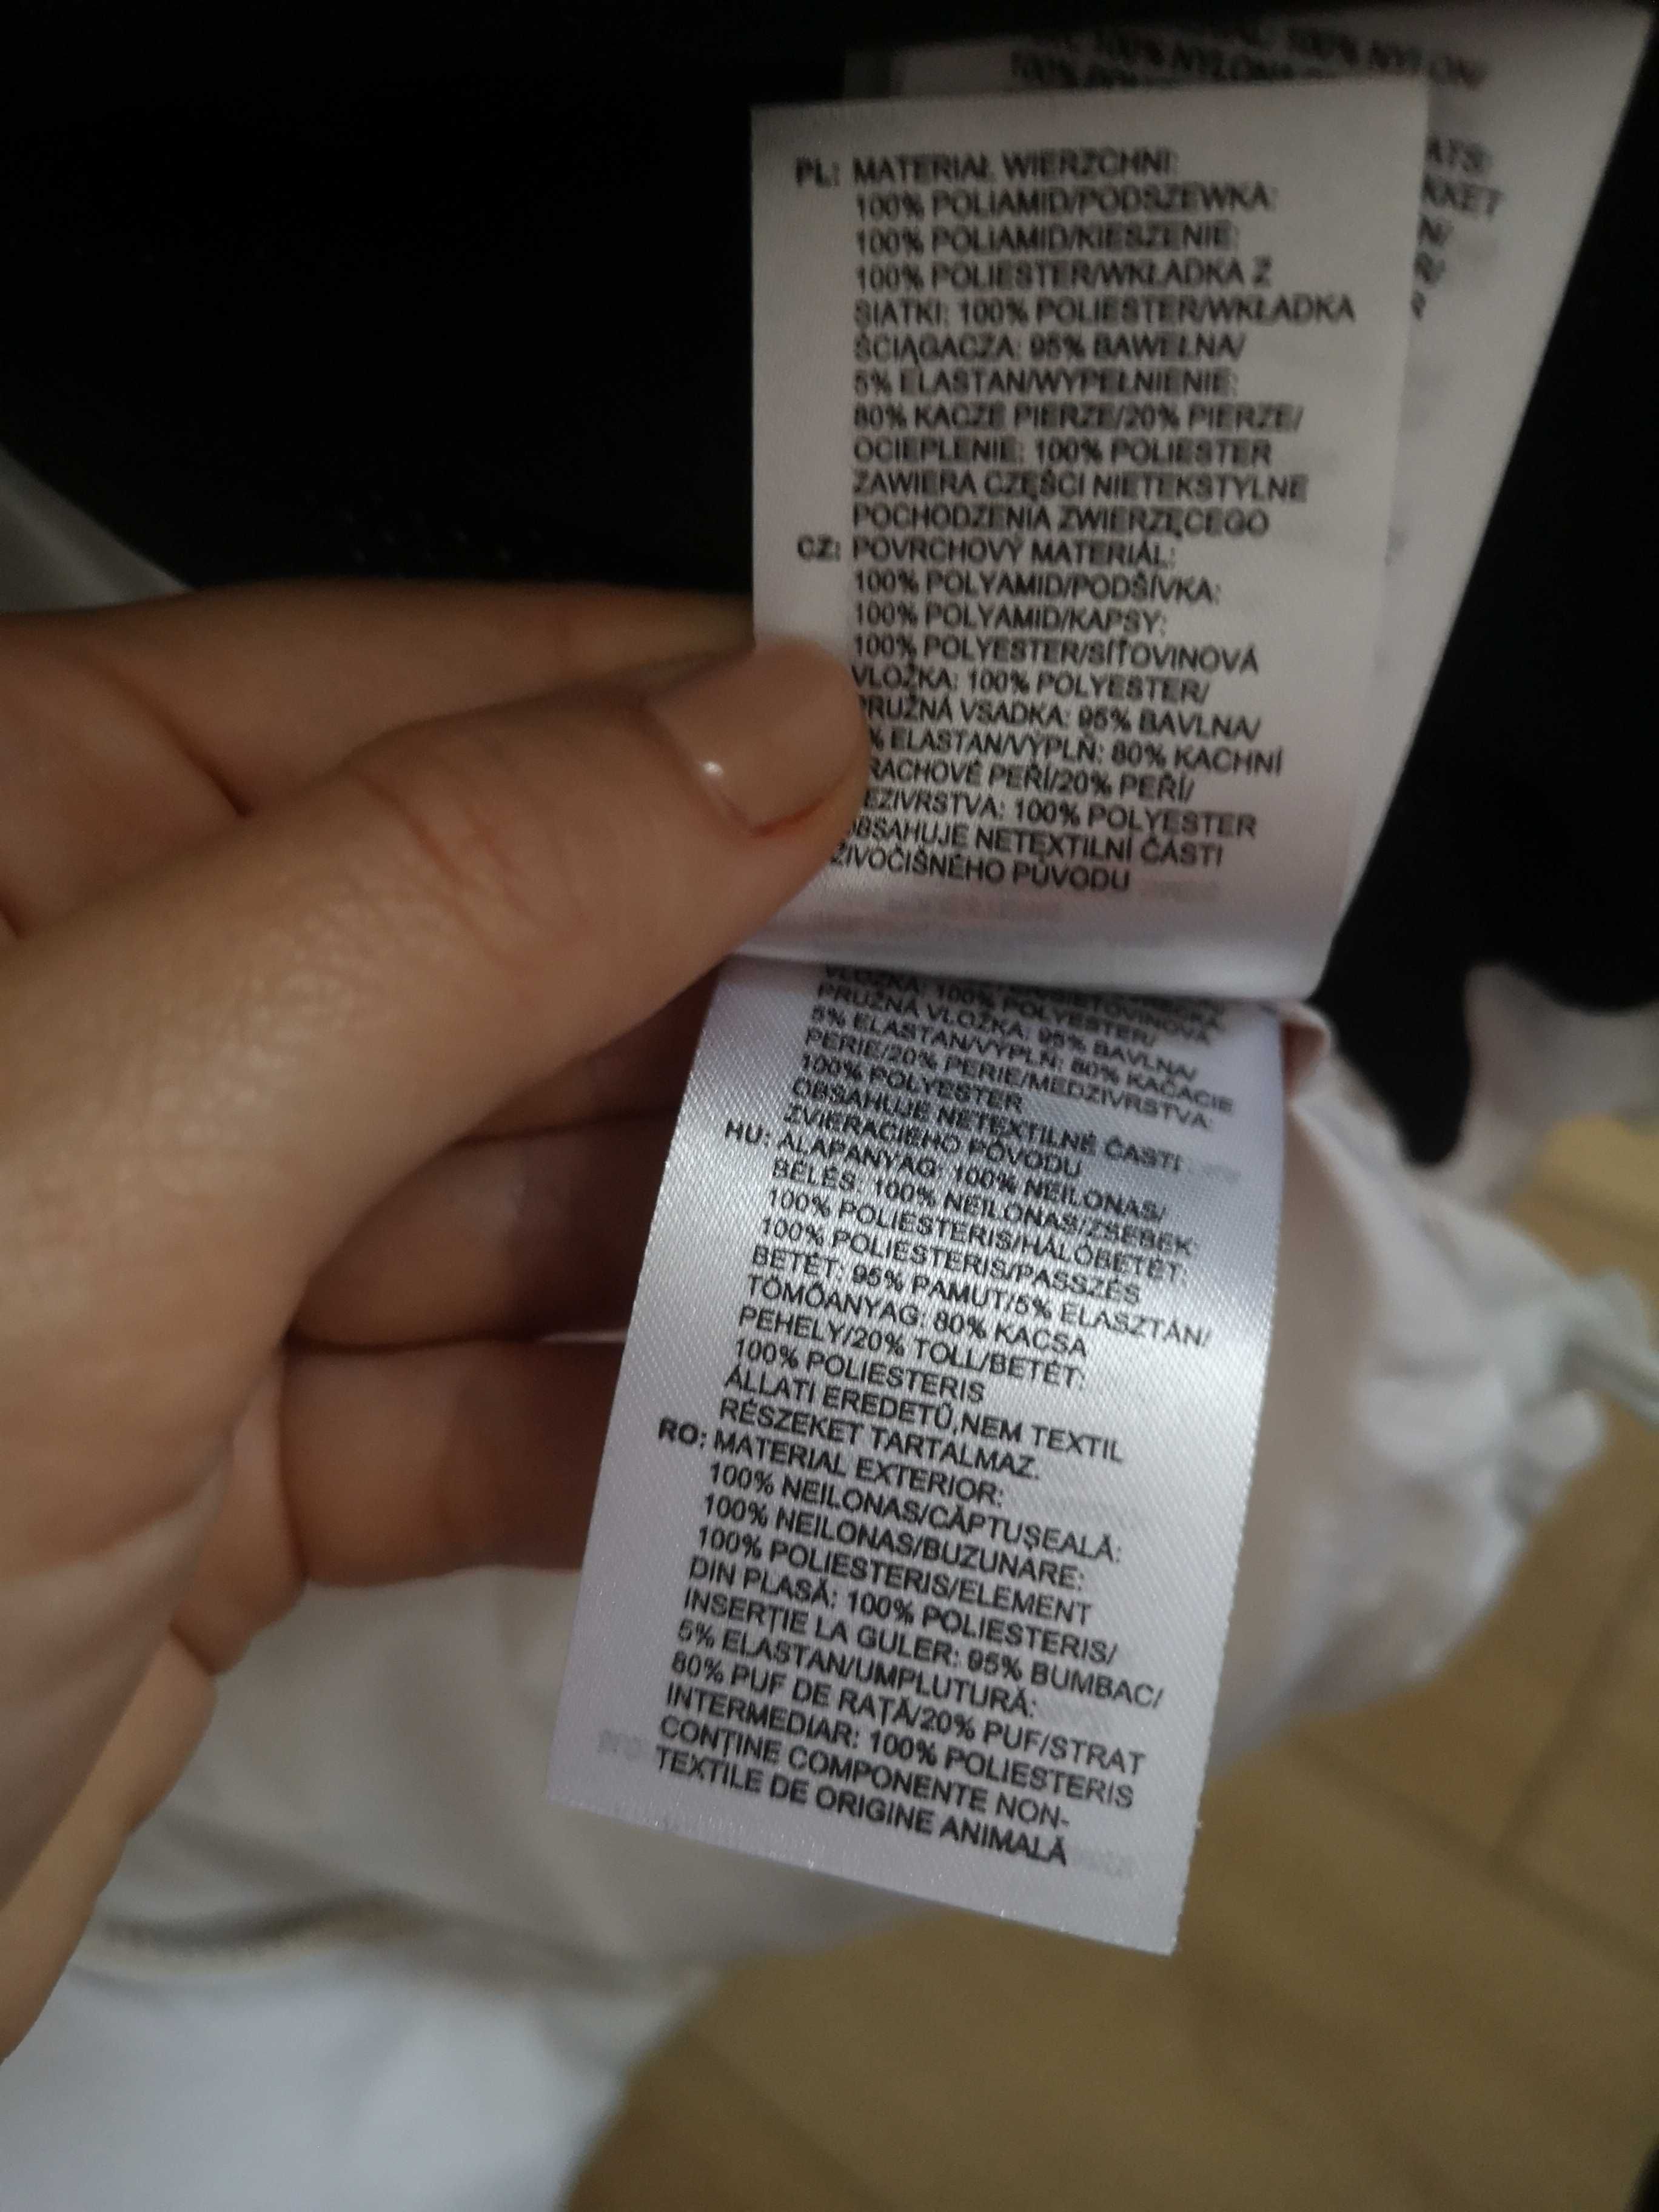 100% NYLON/
PL: MATERIAŁ WIERZCHNI:
100% POLIAMID/PODSZEWKA:
100% POLIAMID/KIESZENIE:
100% POLIESTER/WKŁADKA Z
SIATKI: 100% POLIESTER/WKŁADKA
ŚCIĄGACZA: 95% BAWEŁNA/
5% ELASTAN/WYPEŁNIENIE:
80% KACZE PIERZE/20% PIERZE/
OCIEPLENIE: 100% POLIESTER
ZAWIERA CZĘŚCI NIETEKSTYLNE
POCHODZENIA ZWIERZĘCEGO
CZ: POVRCHOVÝ MATERIÁL:
100% POLYAMID/PODŠÍVKA:
100% POLYAMID/KAPSY:
100% POLYESTER/SÍŤOVINOVÁ
VLOŽKA: 100% POLYESTER/
PRUŽNÁ VSADKA: 95% BAVLNA/
% ELASTAN/VÝPLŇ: 80% KACHNÍ
RACHOVÉ PEŘÍ/20% PEŘÍ/
EZIVRSTVA: 100% POLYESTER
OBSAHUJE NETEXTILNÍ ČÁSTI
ŽIVOČIŠNÉHO PŮVODU
VLOŽKA: 100% POLYESTER/
PRUŽNÁ VLOŽKA: 95% BAVLNA/
5% ELASTAN/VÝPLŇ: 80% KAČACIE
PERIE/20% PERIE/MEDZIVRSTVA:
100% POLYESTER
OBSAHUJE NETEXTILNÉ ČASTI
ZVIERACIEHO PÔVODU
HU: ALAPANYAG: 100% NEILONAS/
BÉLÉS: 100% NEILONAS/ZSEBEK:
100% POLIESTERIS/HÁLÓBETÉT:
100% POLIESTERIS/PASSZÉS
BETÉT: 95% PAMUT/5% ELASZTÁN/
TÖMŐANYAG: 80% KACSA
PEHELY/20% TOLL/BETÉT:
100% POLIESTERIS
ÁLLATI EREDETŰ,NEM TEXTIL
RÉSZEKET TARTALMAZ.
RO: MATERIAL EXTERIOR:
100% NEILONAS/CĂPTUȘEALĂ:
100% NEILONAS/BUZUNARE:
100% POLIESTERIS/ELEMENT
DIN PLASĂ: 100% POLIESTERIS/
INSERȚIE LA GULER: 95% BUMBAC/
5% ELASTAN/UMPLUTURĂ:
80% PUF DE RAȚĂ/20% PUF/STRAT
INTERMEDIAR: 100% POLIESTERIS
CONȚINE COMPONENTE NON-
TEXTILE DE ORIGINE ANIMALĂ